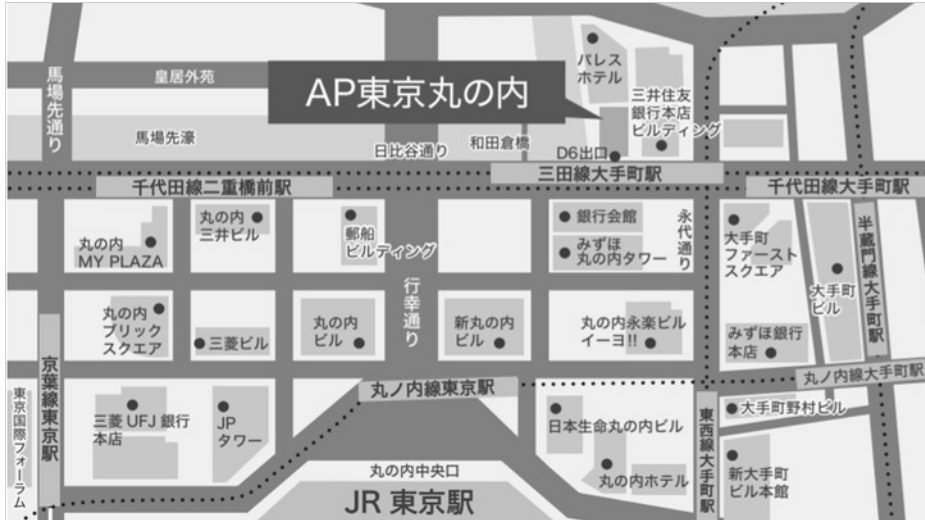 パレス
ホテル
馬場先通り
皇居外苑
AP東京丸の内
三井住友
銀行本店
ビルディング
馬場先濠
日比谷通り
和田倉橋
D6出口
千代田線二重橋前駅
三田線大手町駅
千代田線大手町駅
丸の内
MY PLAZA
丸の内
三井ビル
郵船
ビルディング
銀行会館
みずほ
丸の内タワー
永代通り
大手町
ファースト
スクエア
半蔵門線大手町駅
大手町
ビル
行幸通り
丸の内
ブリック
スクエア
三菱ビル
丸の内
ビル
新丸の内
ビル
丸の内永楽ビル
イーヨ!!
みずほ銀行
本店
京葉線東京駅
丸ノ内線東京駅
丸ノ内線大手町駅
東京国際フォーラム
三菱UFJ銀行
本店
JP
タワー
日本生命丸の内ビル
東西線大手町駅
大手町野村ビル
丸の内中央口
JR 東京駅
丸の内ホテル
新大手町
ビル本館